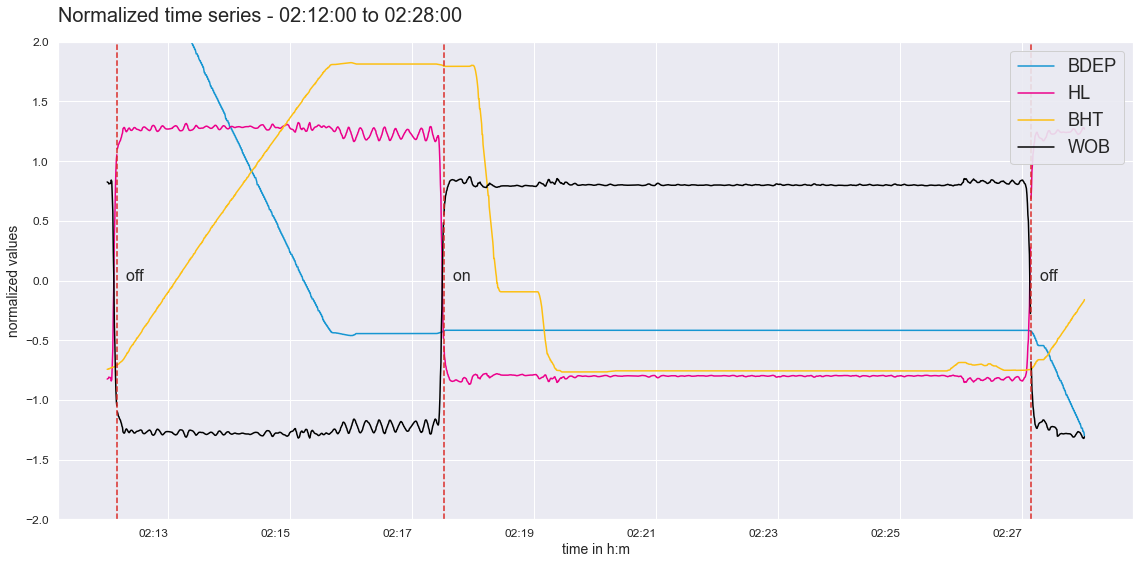 Normalized time series - 02:12:00 to 02:28:00
2.0
1.5
1.0
0.5
0.0
−0.5
−1.0
−1.5
−2.0
normalized values
off
on
off
BDEP
HL
BHT
WOB
02:13
02:15
02:17
02:19
02:21
02:23
02:25
02:27
time in h:m